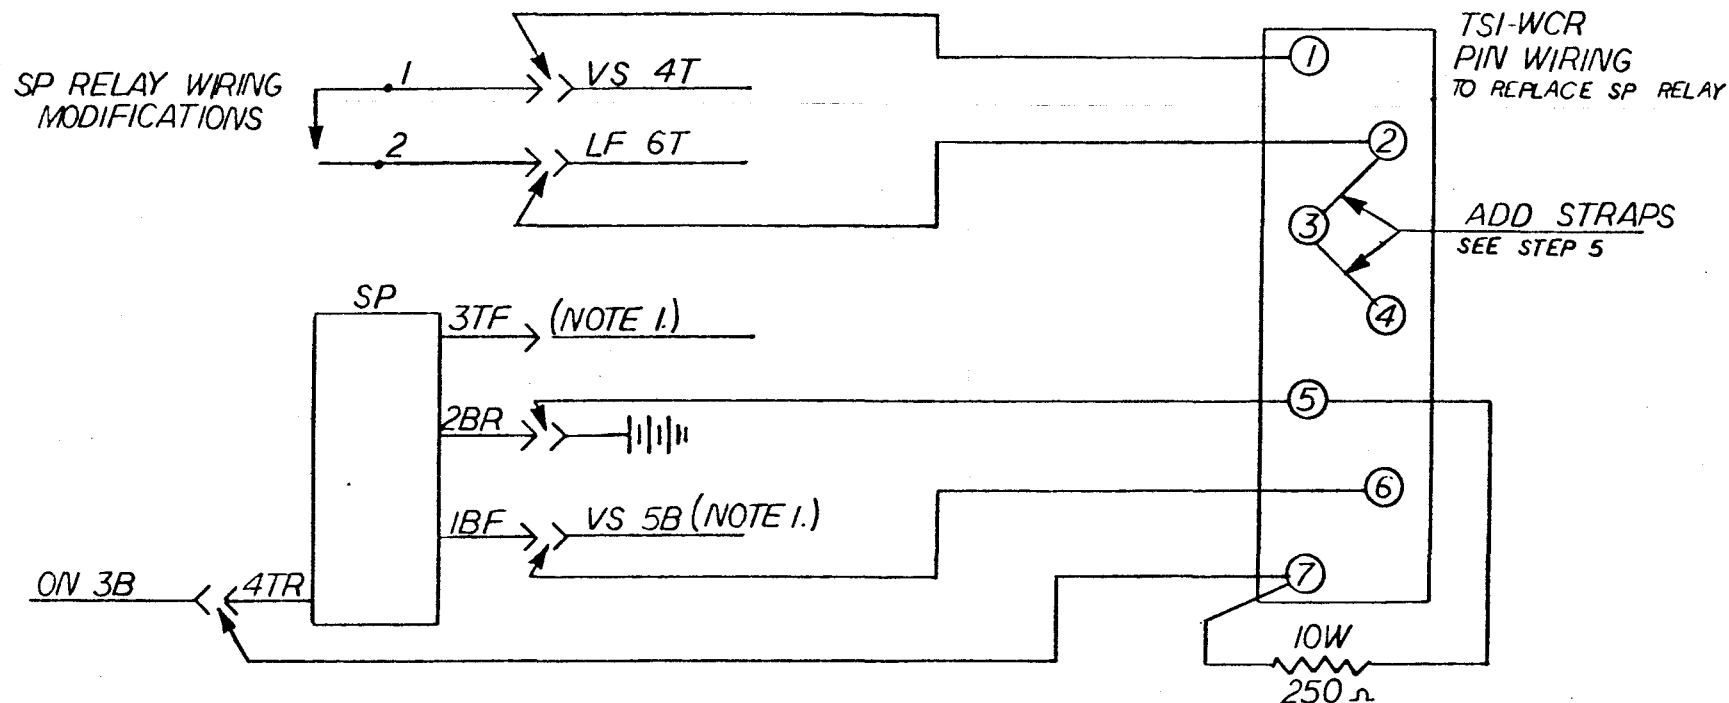 SP RELAY WIRING
MODIFICATIONS
1
VS 4T
2
LF 6T
TSI-WCR
PIN WIRING
TO REPLACE SP RELAY
1
2
3
4
5
6
7
ADD STRAPS
SEE STEP 5
SP
3TF (NOTE 1.)
2BR
1BF VS 5B (NOTE 1.)
ON 3B 4TR
10W
250 Ω